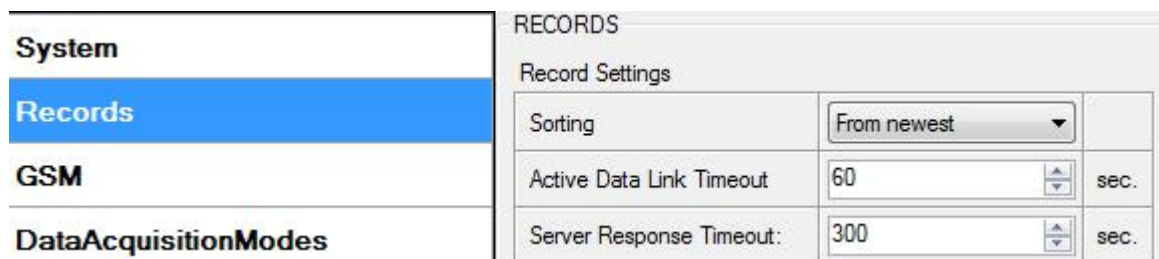 System
Records
GSM
DataAcquisitionModes
RECORDS
Record Settings
Sorting From newest
Active Data Link Timeout 60 sec.
Server Response Timeout: 300 sec.